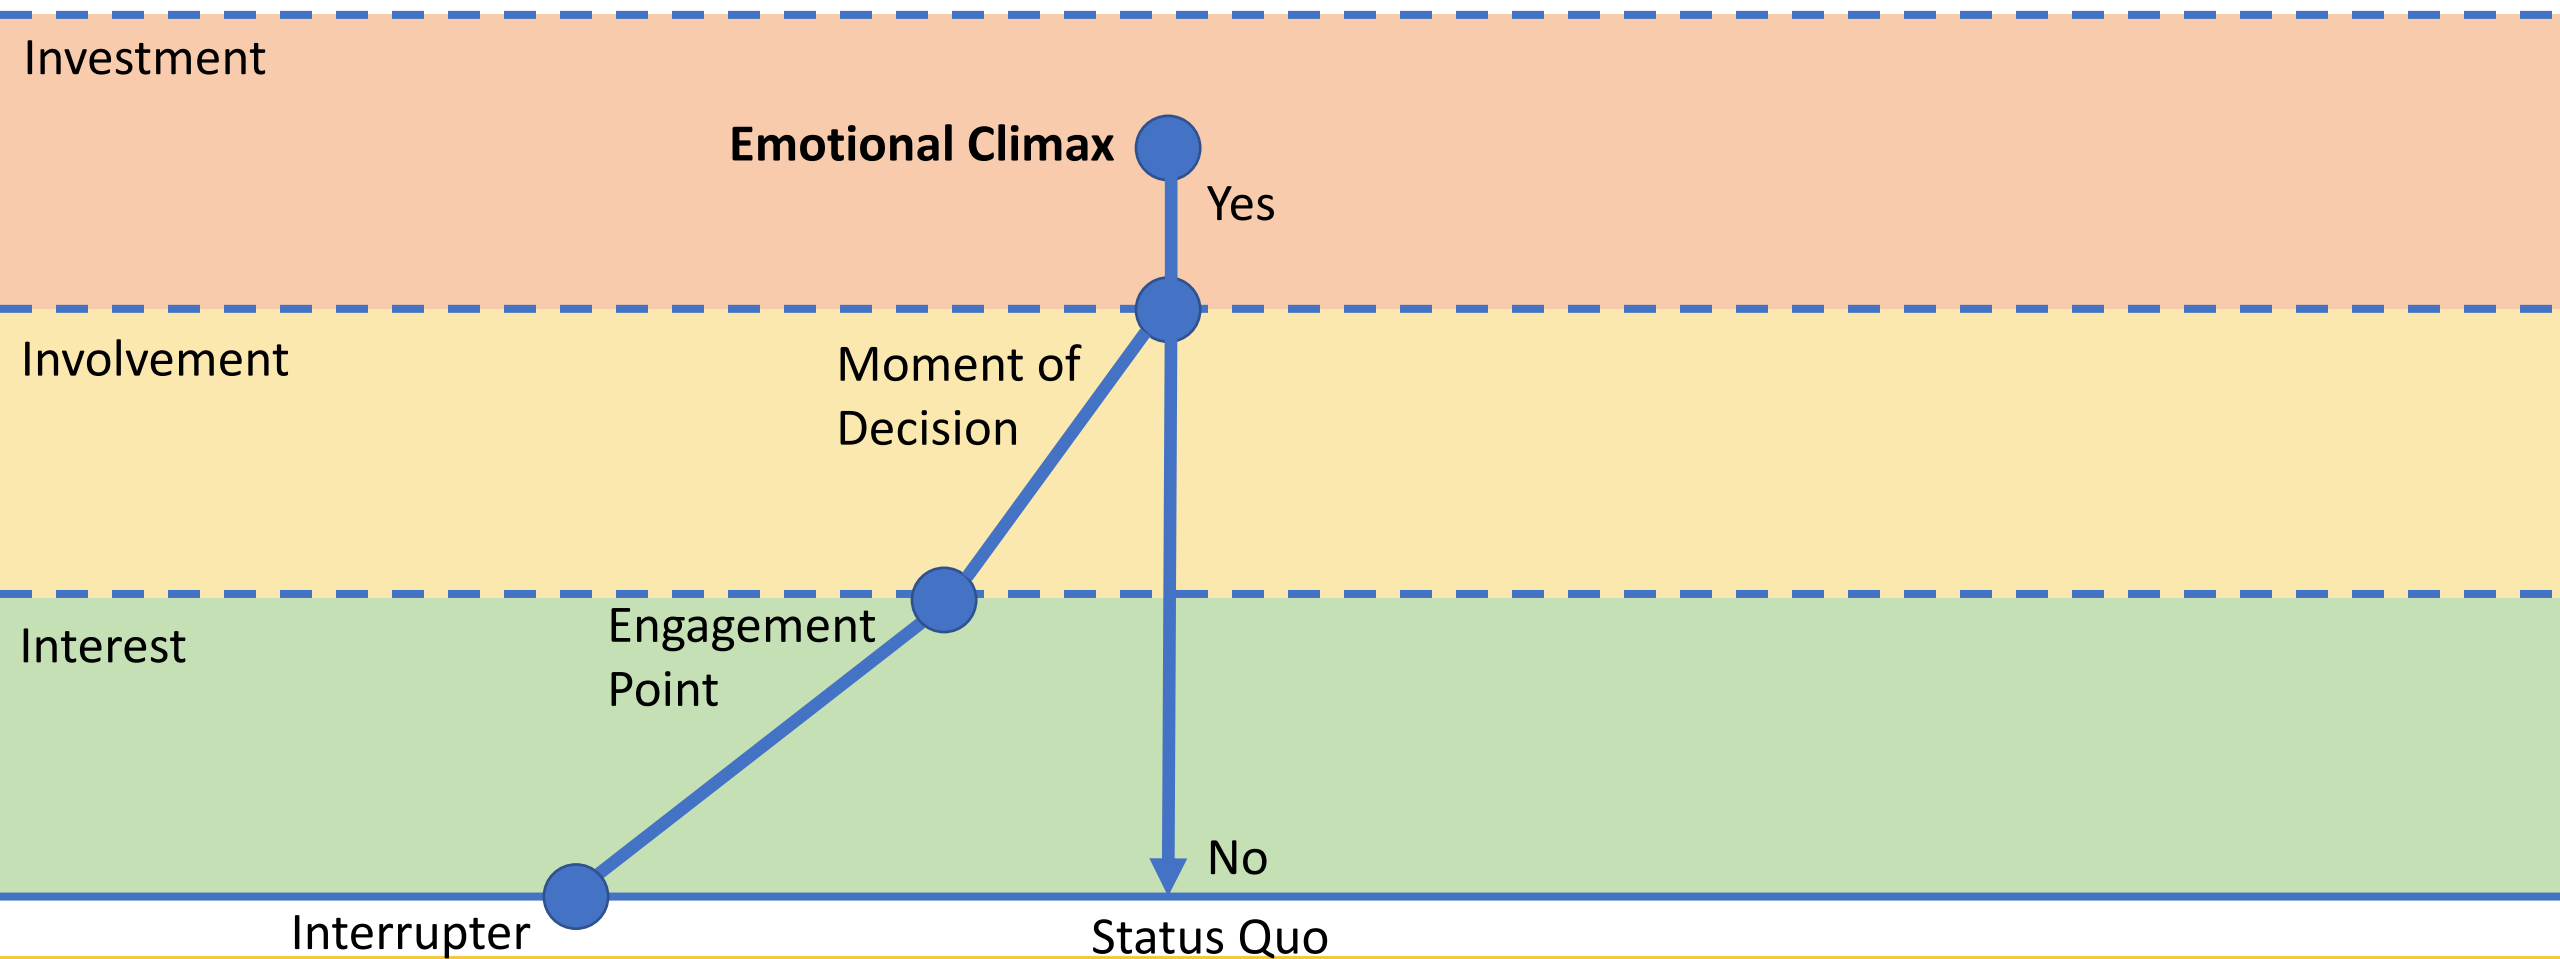 Investment
Emotional Climax
Yes
Involvement
Moment of
Decision
Interest
Engagement
Point
No
Interrupter
Status Quo